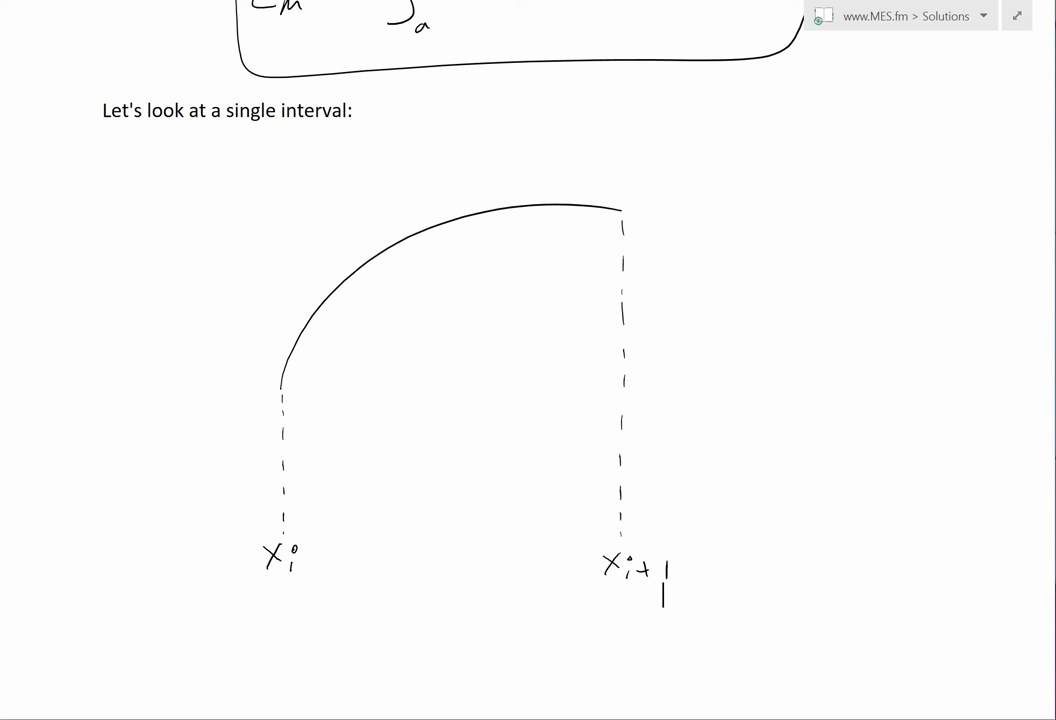 www.MES.fm > Solutions
M
a
Let's look at a single interval:
xi
xi+1